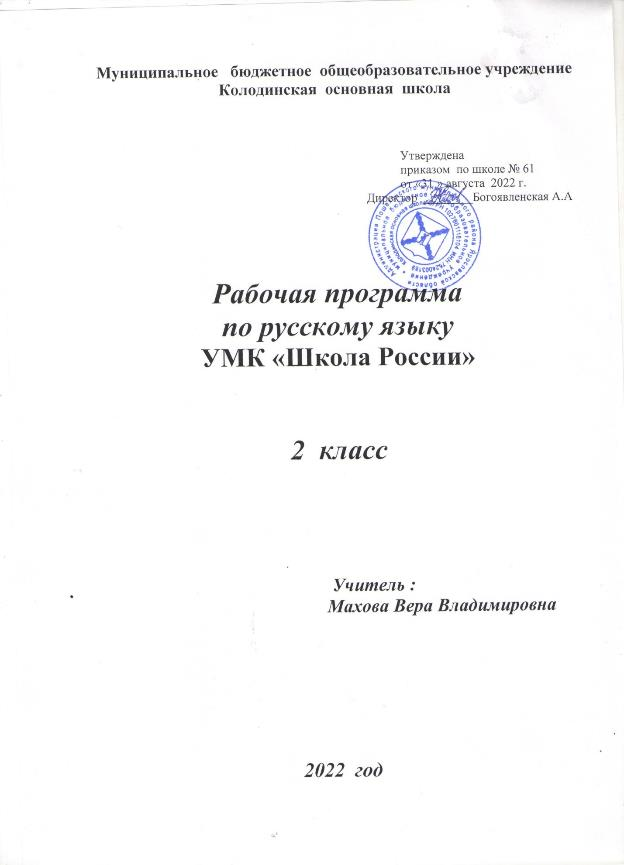 Муниципальное бюджетное общеобразовательное учреждение
Колодинская основная школа
Утверждена
приказом по школе № 61
от «31 » августа 2022 г.
Директор Богоявленская А.А
Рабочая программа
по русскому языку
УМК «Школа России»
2 класс
Учитель :
Махова Вера Владимировна
2022 год